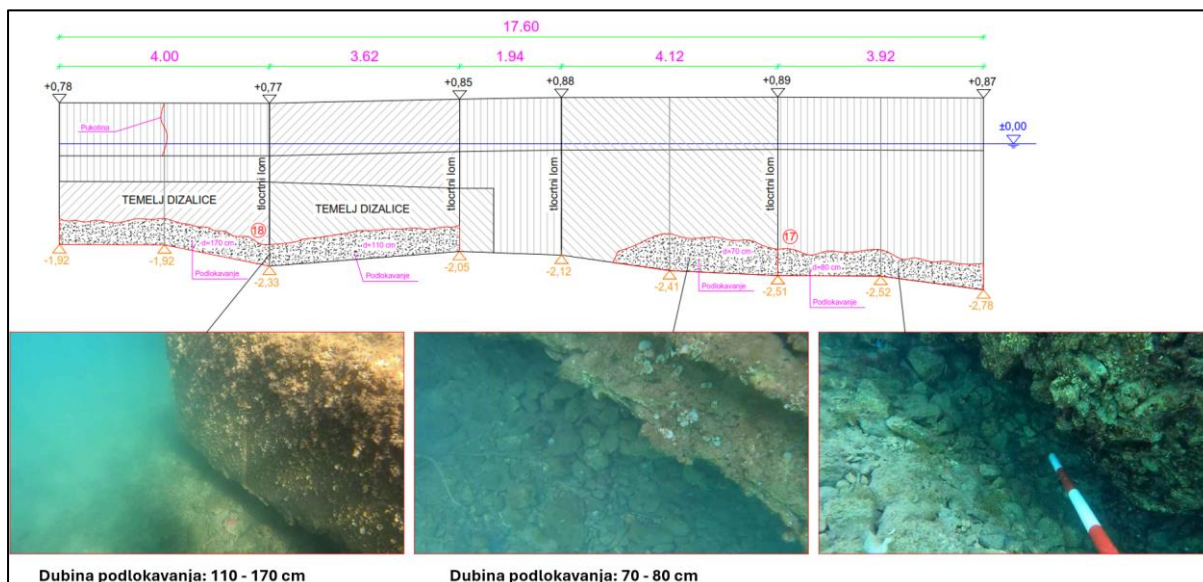 17.60
4.00 3.62 1.94 4.12 3.92
+0,78 +0,77 +0,85 +0,88 +0,89 +0,87
Pukotina
±0,00
tlocrtni lom tlocrtni lom tlocrtni lom tlocrtni lom
TEMELJ DIZALICE TEMELJ DIZALICE
18 17
d=170 cm d=110 cm d=70 cm d=80 cm
-1,92 -1,92 -2,33 -2,05 -2,12 -2,41 -2,51 -2,52 -2,78
Podlokavanje Podlokavanje Podlokavanje Podlokavanje
Dubina podlokavanja: 110 - 170 cm Dubina podlokavanja: 70 - 80 cm